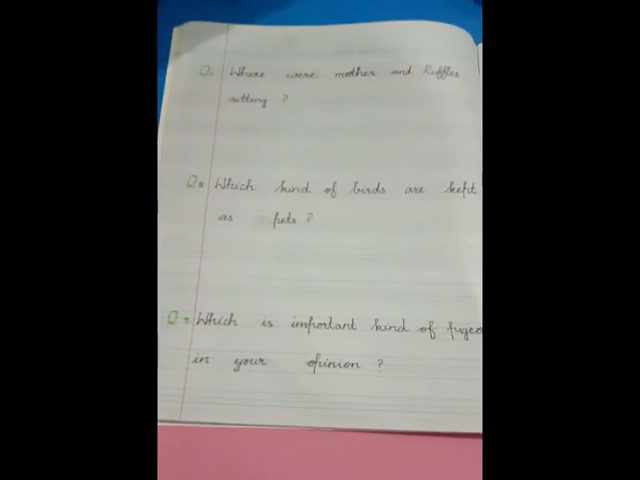 Q. Where were mother and Ruffles
sitting ?
Q Which kind of birds are kept
as pets ?
Q Which is important kind of pigeo
in your opinion ?